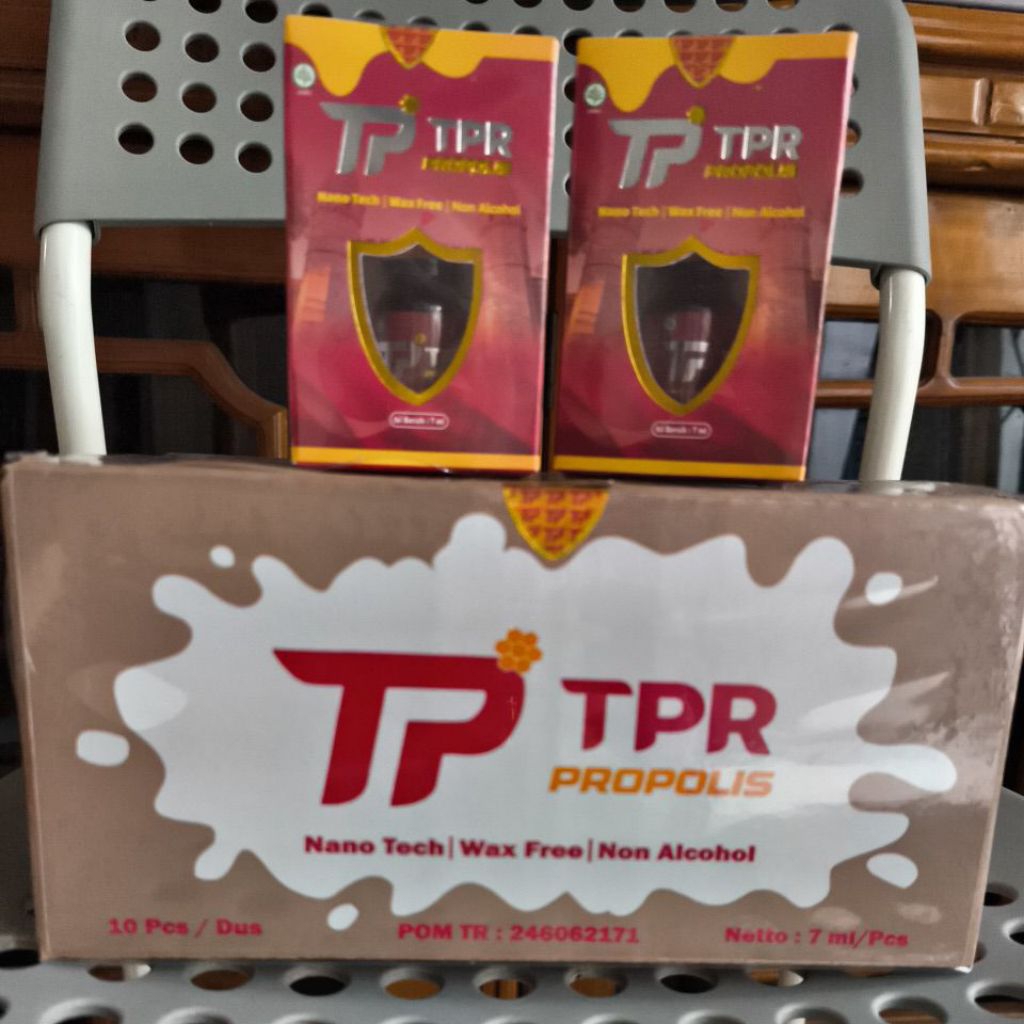 TP TPR
PROPOLIS
Nano Tech | Wax Free | Non Alcohol
TP TPR
PROPOLIS
Nano Tech | Wax Free | Non Alcohol
TP TPR
PROPOLIS
Nano Tech | Wax Free | Non Alcohol
10 Pcs / Dus
POM TR : 246062171
Netto : 7 ml/Pcs